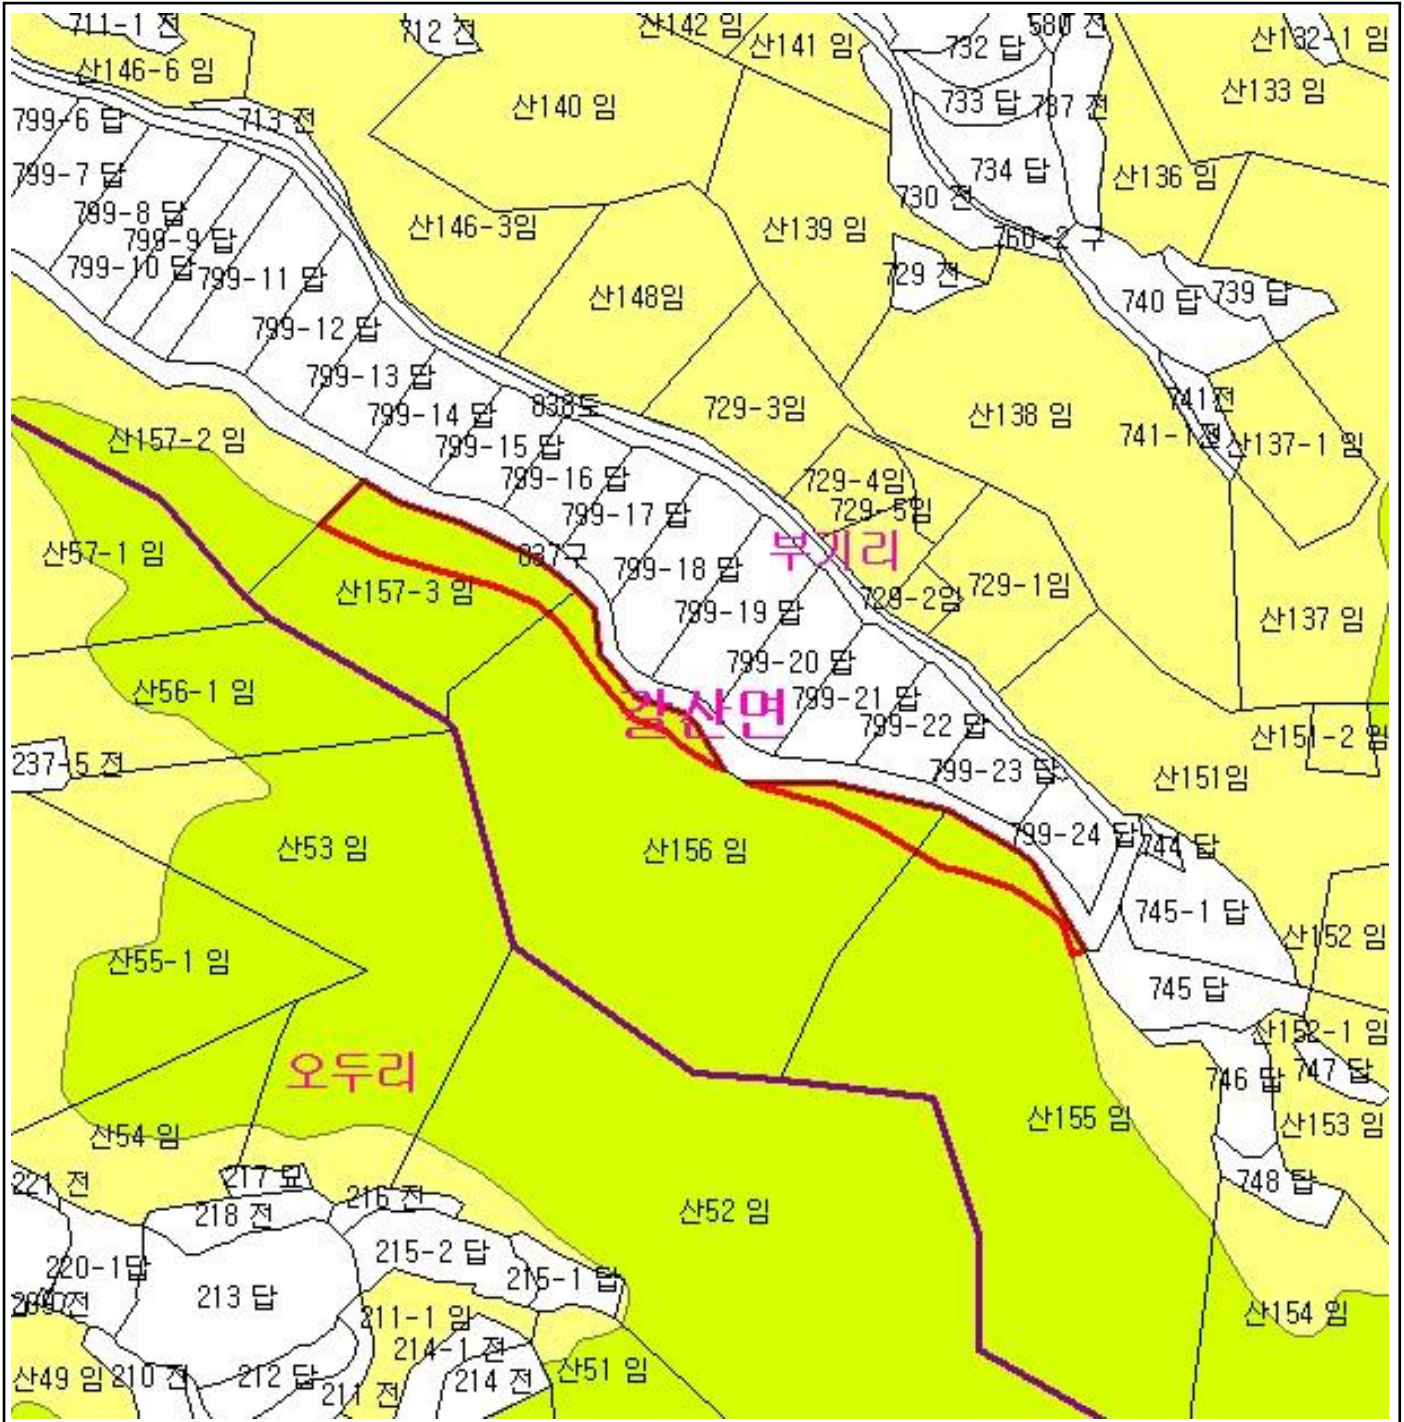 711-1 전
712 전
산142 임
산141 임
732 답
580 전
산132-1 임
산146-6 임
산140 임
733 답
737 전
산133 임
799-6 답
713 전
734 답
산136 임
799-7 답
730 전
799-8 답
799-9 답
산146-3임
산139 임
760-2 구
799-10 답
799-11 답
729 전
산148임
740 답
739 답
799-12 답
799-13 답
799-14 답
838도
729-3임
산138 임
741전
741-1전
산137-1 임
산157-2 임
799-15 답
799-16 답
729-4임
799-17 답
729-5임
부기리
산57-1 임
837구
799-18 답
산157-3 임
729-2임
729-1임
799-19 답
산137 임
799-20 답
산56-1 임
799-21 답
갈산면
799-22 답
산151-2 임
237-5 전
799-23 답
산151임
산53 임
산156 임
799-24 답
744 답
745-1 답
산55-1 임
산152 임
745 답
산152-1 임
오두리
746 답
747 답
산54 임
산155 임
산153 임
221 전
217 묘
216 전
748 답
218 전
산52 임
220-1답
215-2 답
215-1 답
213 답
211-1 임
산154 임
214-1 전
산49 임
210 전
212 답
211 전
214 전
산51 임